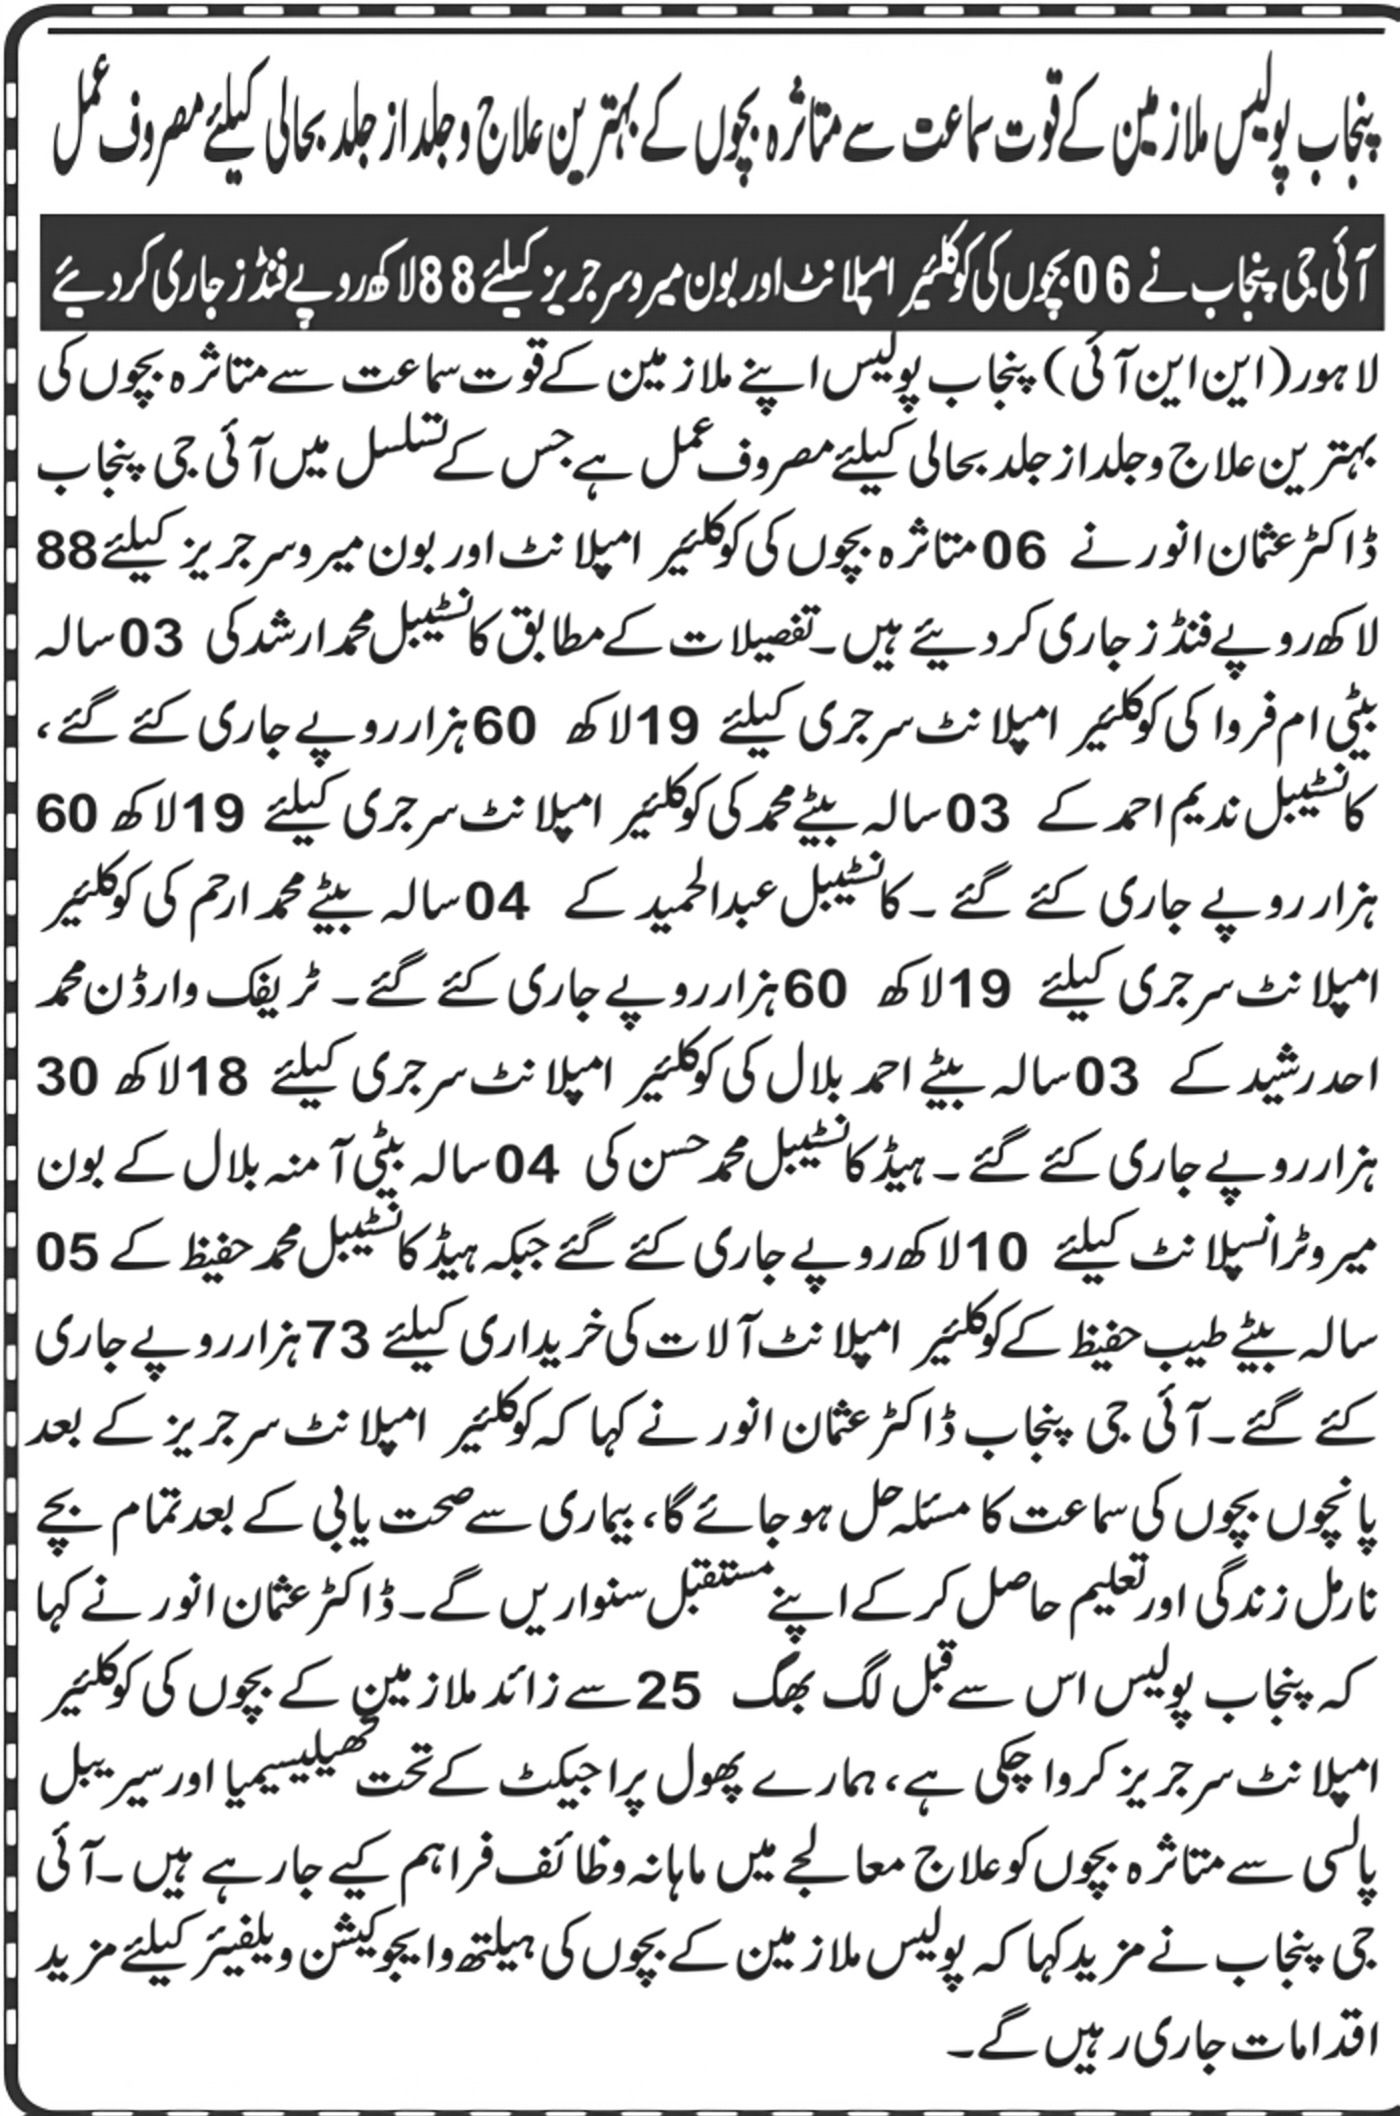 پنجاب پولیس ملازمین کے قوت سماعت سے متاثرہ بچوں کے بہترین علاج و جلد از جلد بحالی کیلئے مصروف عمل
آئی جی پنجاب نے 06 بچوں کی کوکلئیر امپلانٹ اور بون میرو سرجریز کیلئے 88 لاکھ روپے فنڈز جاری کر دیئے
لاہور (این این آئی) پنجاب پولیس اپنے ملازمین کے قوت سماعت سے متاثرہ بچوں کی
بہترین علاج و جلد از جلد بحالی کیلئے مصروف عمل ہے جس کے تسلسل میں آئی جی پنجاب
ڈاکٹر عثمان انور نے 06 متاثرہ بچوں کی کوکلئیر امپلانٹ اور بون میرو سرجریز کیلئے 88
لاکھ روپے فنڈز جاری کر دیئے ہیں۔ تفصیلات کے مطابق کانسٹیبل محمد ارشد کی 03 سالہ
بیٹی ام فروا کی کوکلئیر امپلانٹ سرجری کیلئے 19 لاکھ 60 ہزار روپے جاری کئے گئے،
کانسٹیبل ندیم احمد کے 03 سالہ بیٹے محمد کی کوکلئیر امپلانٹ سرجری کیلئے 19 لاکھ 60
ہزار روپے جاری کئے گئے ۔ کانسٹیبل عبدالحمید کے 04 سالہ بیٹے محمد ارحم کی کوکلئیر
امپلانٹ سرجری کیلئے 19 لاکھ 60 ہزار روپے جاری کئے گئے۔ ٹریفک وارڈن محمد
احد رشید کے 03 سالہ بیٹے احمد بلال کی کوکلئیر امپلانٹ سرجری کیلئے 18 لاکھ 30
ہزار روپے جاری کئے گئے ۔ ہیڈ کانسٹیبل محمد حسن کی 04 سالہ بیٹی آمنہ بلال کے بون
میرو ٹرانسپلانٹ کیلئے 10 لاکھ روپے جاری کئے گئے جبکہ ہیڈ کانسٹیبل محمد حفیظ کے 05
سالہ بیٹے طیب حفیظ کے کوکلئیر امپلانٹ آلات کی خریداری کیلئے 73 ہزار روپے جاری
کئے گئے۔ آئی جی پنجاب ڈاکٹر عثمان انور نے کہا کہ کوکلئیر امپلانٹ سرجریز کے بعد
پانچوں بچوں کی سماعت کا مسئلہ حل ہو جائے گا، بیماری سے صحت یابی کے بعد تمام بچے
نارمل زندگی اور تعلیم حاصل کر کے اپنے مستقبل سنواریں گے۔ ڈاکٹر عثمان انور نے کہا
کہ پنجاب پولیس اس سے قبل لگ بھگ 25 سے زائد ملازمین کے بچوں کی کوکلئیر
امپلانٹ سرجریز کروا چکی ہے، ہمارے پھول پراجیکٹ کے تحت تھیلیسیمیا اور سیریبل
پالسی سے متاثرہ بچوں کو علاج معالجے میں ماہانہ وظائف فراہم کیے جا رہے ہیں۔ آئی
جی پنجاب نے مزید کہا کہ پولیس ملازمین کے بچوں کی ہیلتھ و ایجوکیشن ویلفیئر کیلئے مزید
اقدامات جاری رہیں گے۔